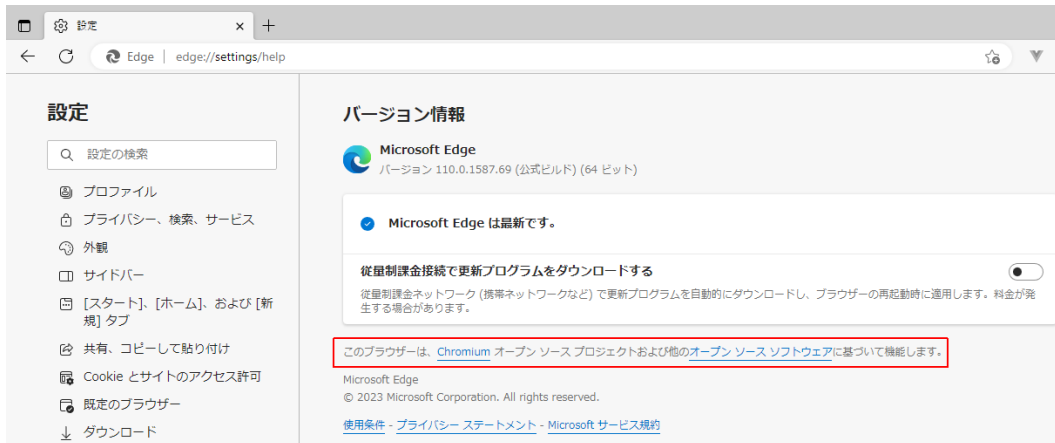 設定
Edge
edge://settings/help
設定
設定の検索
プロファイル
プライバシー、検索、サービス
外観
サイドバー
[スタート]、[ホーム]、および [新
規] タブ
共有、コピーして貼り付け
Cookie とサイトのアクセス許可
既定のブラウザー
ダウンロード
バージョン情報
Microsoft Edge
バージョン 110.0.1587.69 (公式ビルド) (64 ビット)
Microsoft Edge は最新です。
従量制課金接続で更新プログラムをダウンロードする
従量制課金ネットワーク (携帯ネットワークなど) で更新プログラムを自動的にダウンロードし、ブラウザーの再起動時に適用します。料金が発
生する場合があります。
このブラウザーは、Chromium オープン ソース プロジェクトおよび他のオープン ソース ソフトウェアに基づいて機能します。
Microsoft Edge
© 2023 Microsoft Corporation. All rights reserved.
使用条件 - プライバシー ステートメント - Microsoft サービス規約